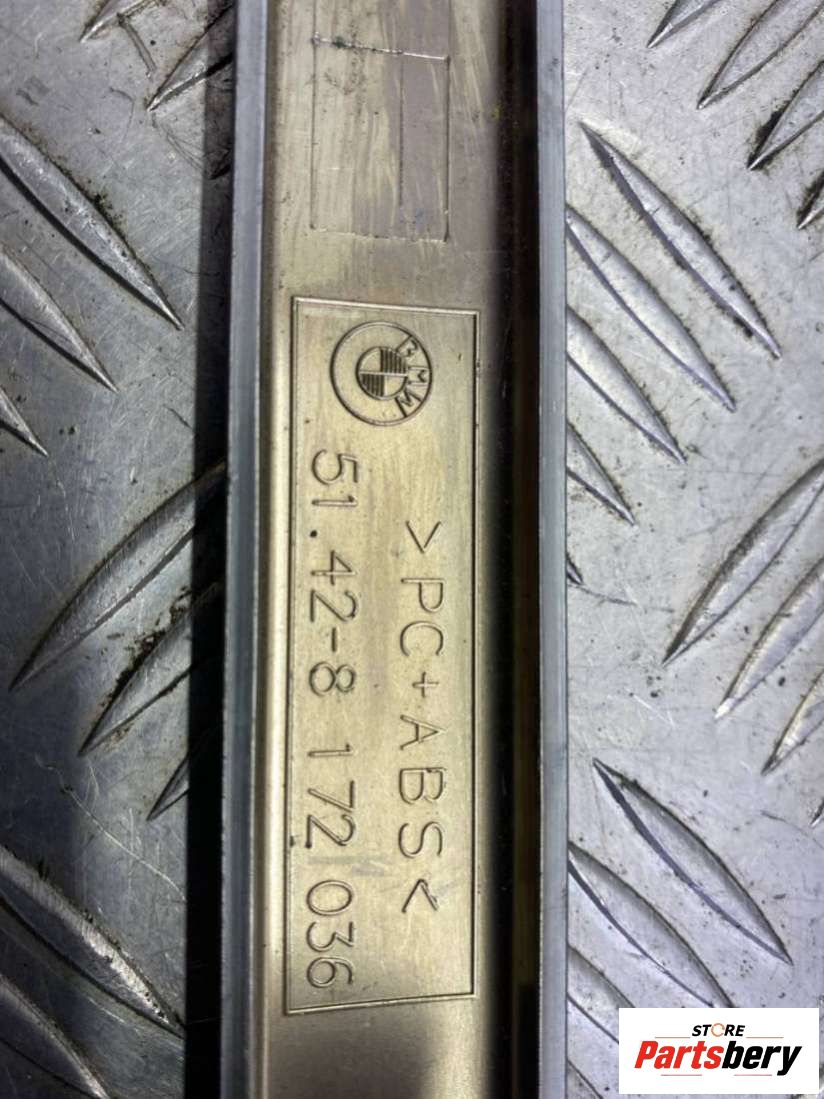 BMW
>PC+ABS<
51.42-8 172 036
STORE
Partsbery